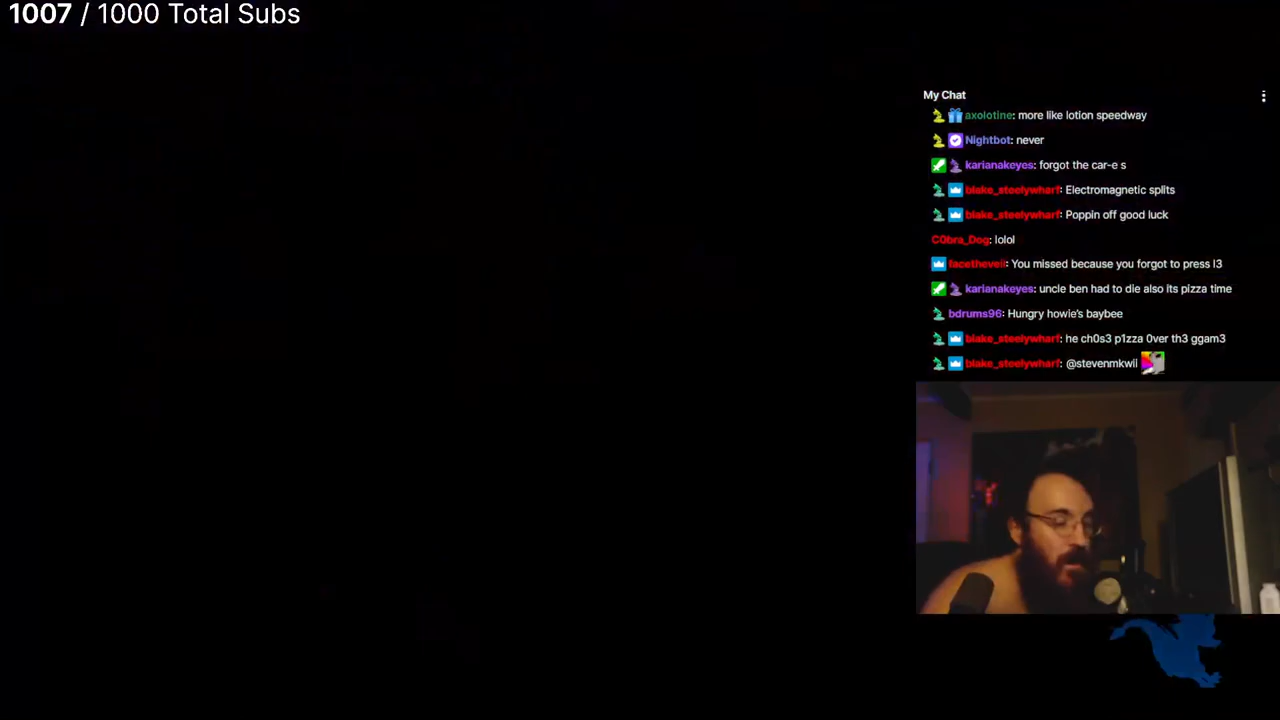 1007 / 1000 Total Subs
My Chat
axolotine: more like lotion speedway
Nightbot: never
karianakeyes: forgot the car-e s
blake_steelywharf: Electromagnetic splits
blake_steelywharf: Poppin off good luck
C0bra_Dog: lolol
facetheveil: You missed because you forgot to press l3
karianakeyes: uncle ben had to die also its pizza time
bdrums96: Hungry howie's baybee
blake_steelywharf: he ch0s3 p1zza 0ver th3 ggam3
blake_steelywharf: @stevenmkwii